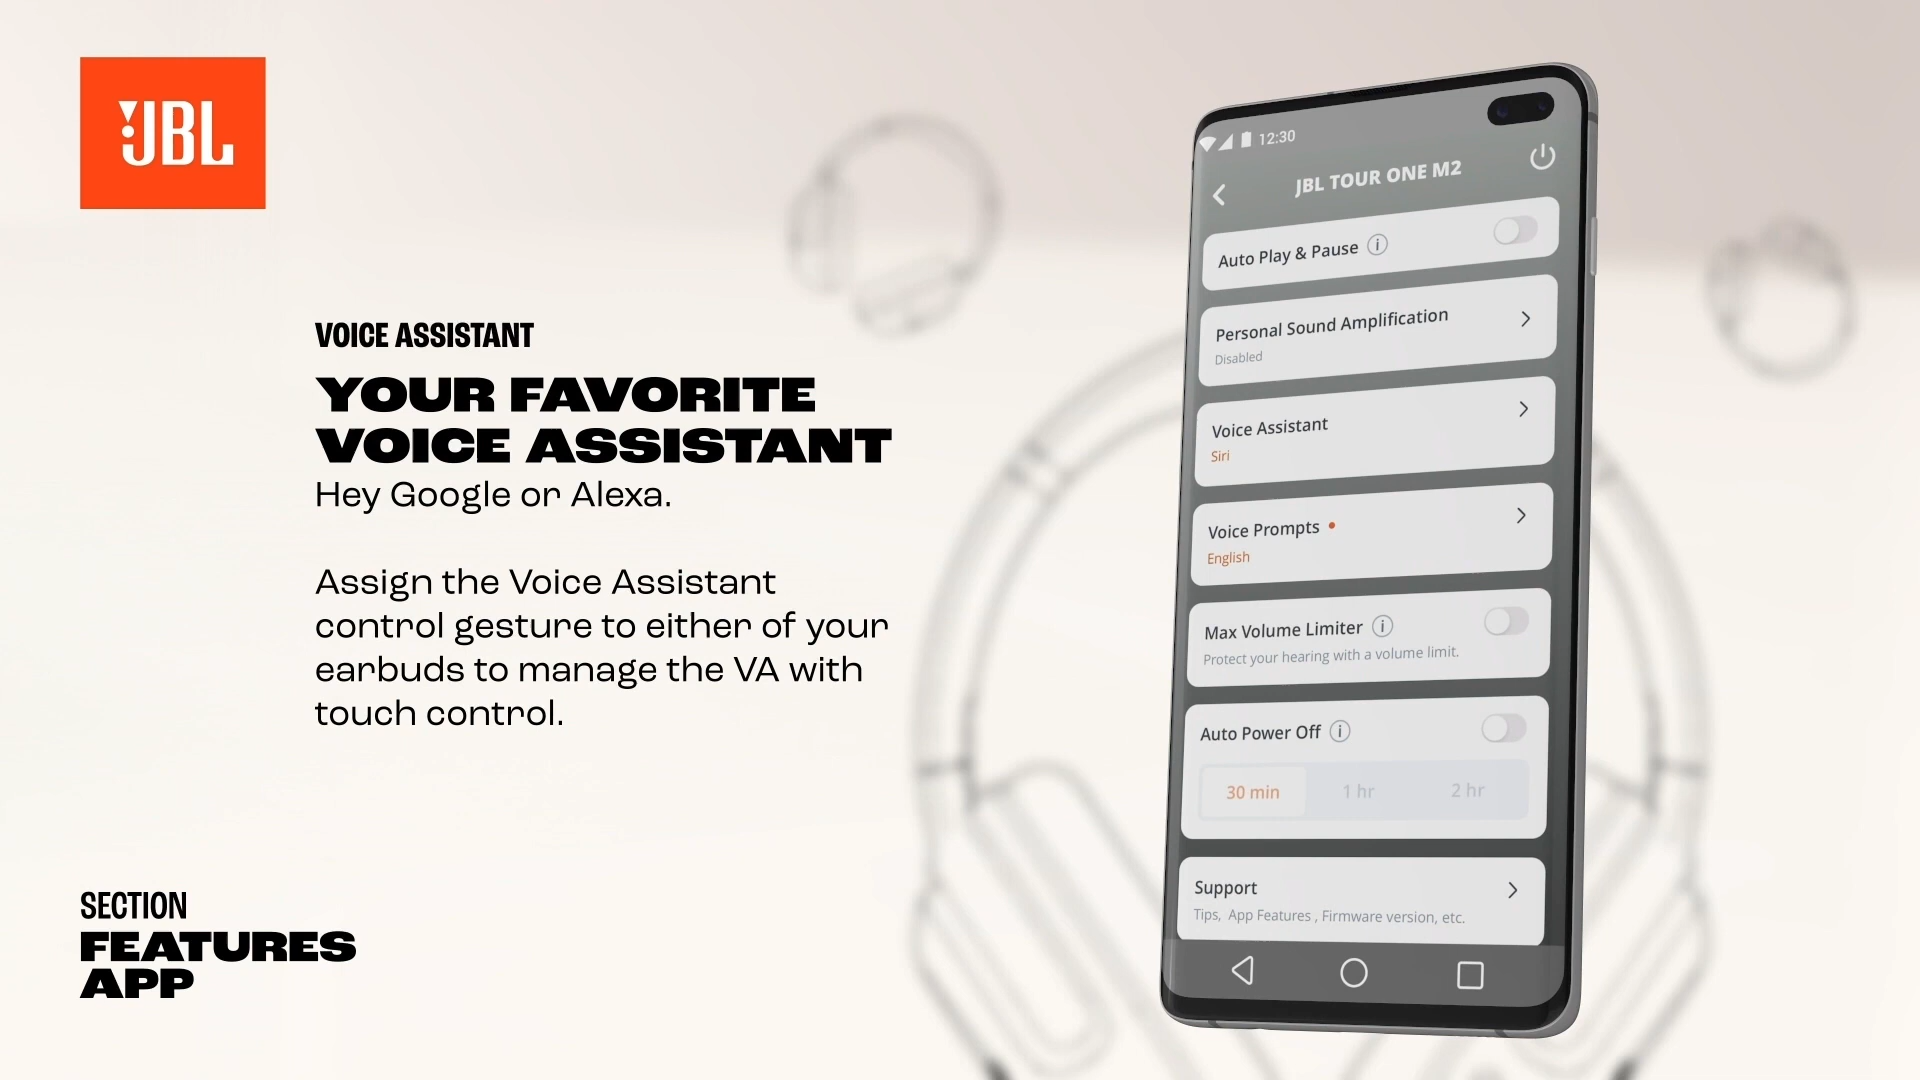 JBL
VOICE ASSISTANT
YOUR FAVORITE
VOICE ASSISTANT
Hey Google or Alexa.
Assign the Voice Assistant
control gesture to either of your
earbuds to manage the VA with
touch control.
SECTION
FEATURES
APP
12:30
JBL TOUR ONE M2
Auto Play & Pause
Personal Sound Amplification
Disabled
Voice Assistant
Siri
Voice Prompts
English
Max Volume Limiter
Protect your hearing with a volume limit.
Auto Power Off
30 min 1 hr 2 hr
Support
Tips, App Features , Firmware version, etc.